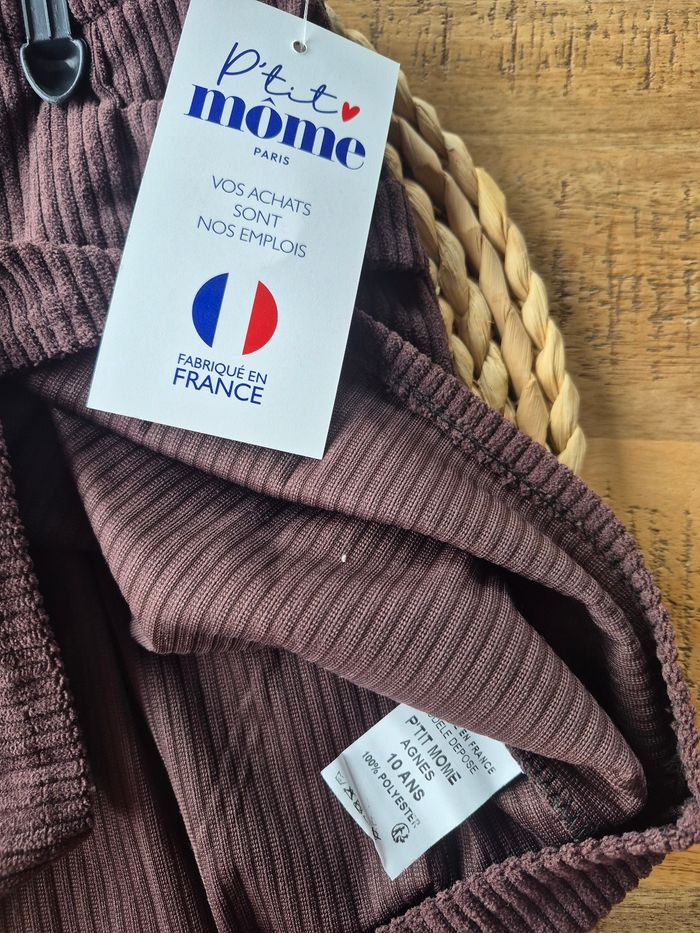 P'tit
môme
PARIS
VOS ACHATS
SONT
NOS EMPLOIS
FABRIQUÉ EN
FRANCE
EN FRANCE
DÈLE DEPOSE
P'TIT MOME
AGNES
10 ANS
100% POLYESTER